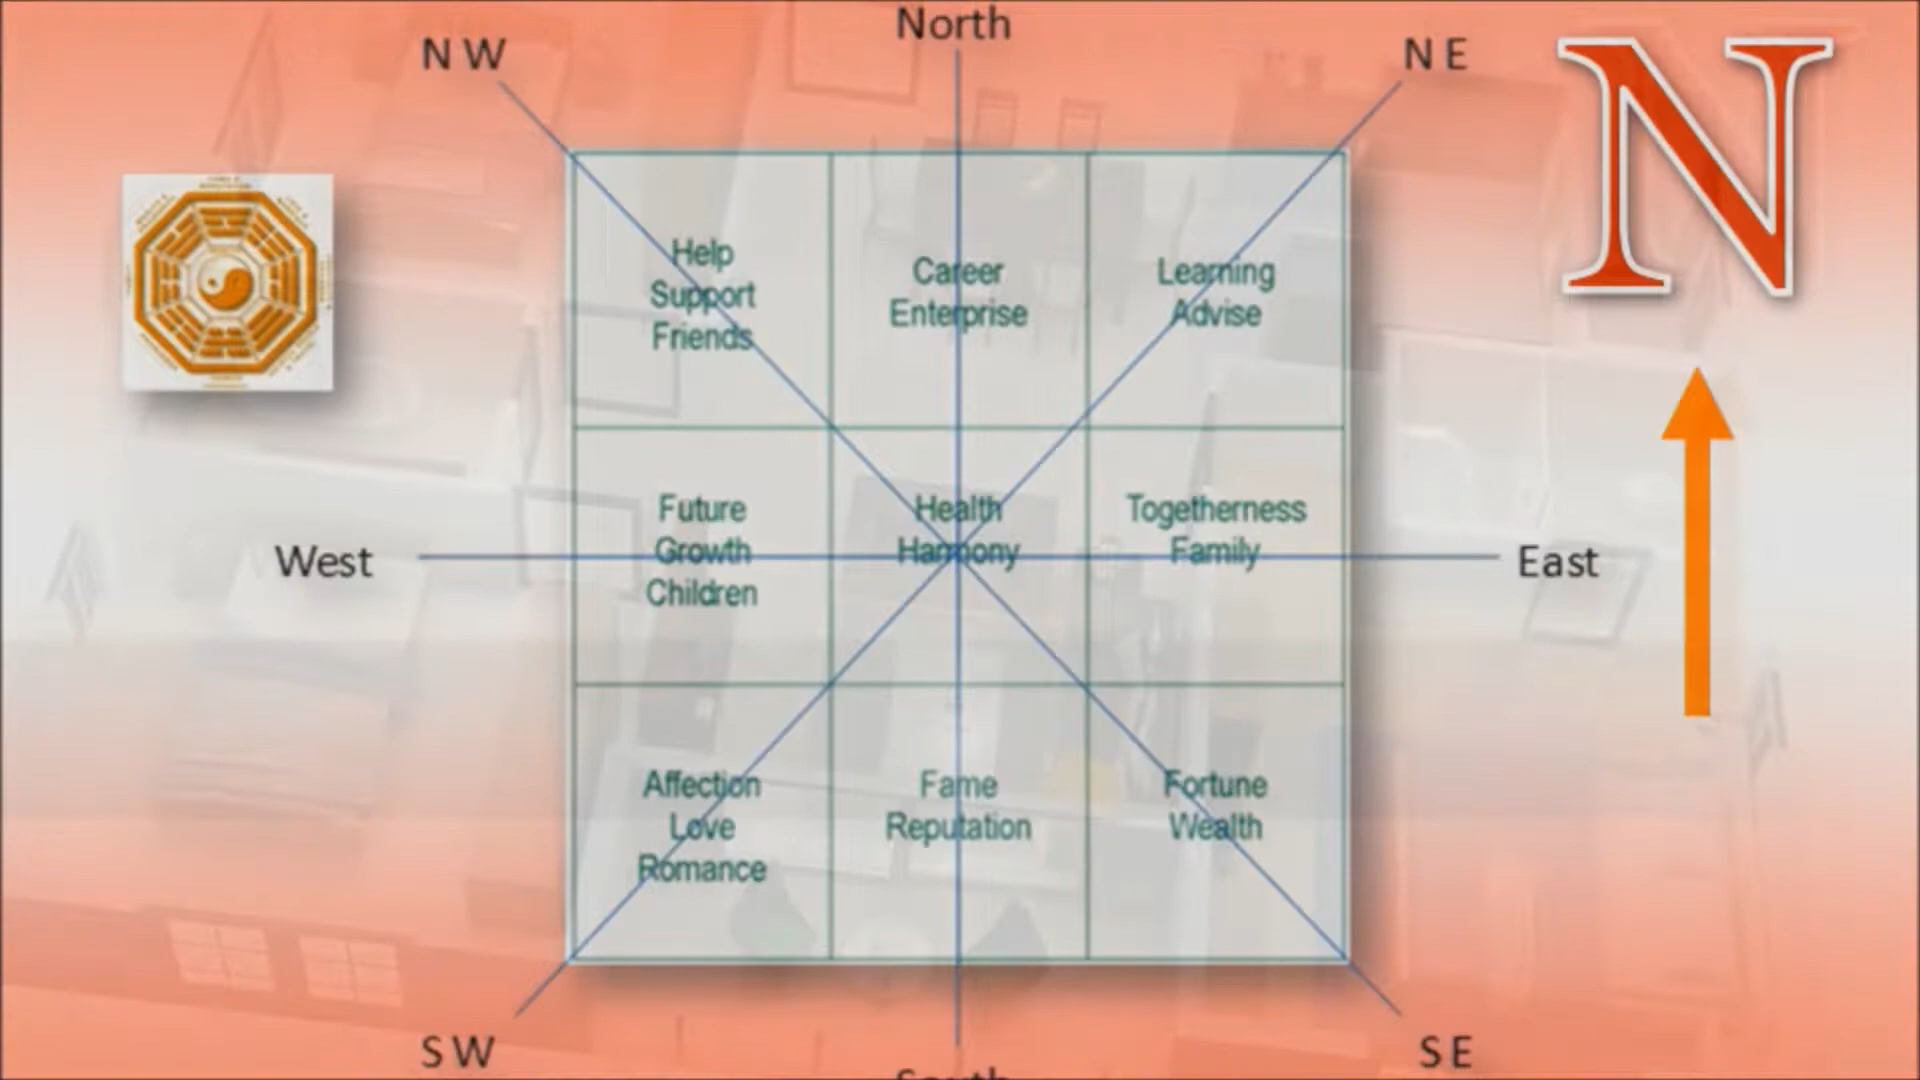 North
N W
N E
N
Help
Support
Friends
Career
Enterprise
Learning
Advise
West
Future
Growth
Children
Health
Harmony
Togetherness
Family
East
Affection
Love
Romance
Fame
Reputation
Fortune
Wealth
S W
S E
South